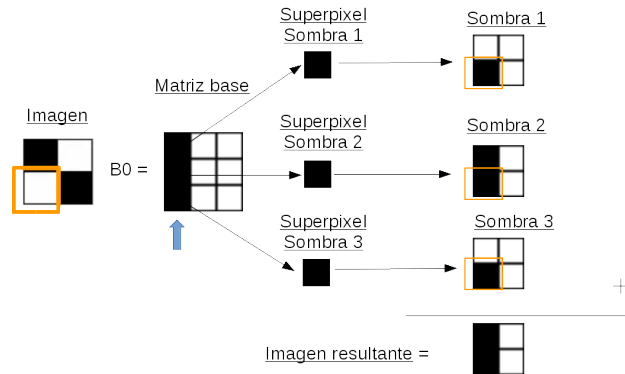 Superpixel
Sombra 1
Sombra 1
Matriz base
Imagen
Superpixel
Sombra 2
Sombra 2
B0 =
Superpixel
Sombra 3
Sombra 3
Imagen resultante =